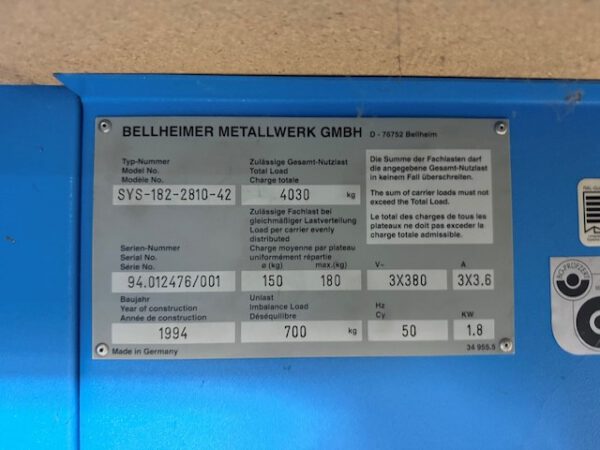 BELLHEIMER METALLWERK GMBH D - 76752 Bellheim
Typ-Nummer
Model No.
Modèle No.
SYS-182-2810-42
Zulässige Gesamt-Nutzlast
Total Load
Charge totale
4030 kg
Die Summe der Fachlasten darf
die angegebene Gesamt-Nutzlast
in keinem Fall überschreiten.
The sum of carrier loads must not
exceed the Total Load.
Le total des charges de tous les
plateaux ne doit pas exceder la
charge totale admissible.
Serien-Nummer
Serial No.
Série No.
94.012476/001
Zulässige Fachlast bei
gleichmäßiger Lastverteilung
Load per carrier evenly
distributed
Charge moyenne par plateau
uniformément répartie
ø (kg) max.(kg) V~ A
150 180 3X380 3X3.6
Baujahr
Year of construction
Année de construction
1994
Unlast
Imbalance Load
Déséquilibre
700 kg
Hz
Cy.
50
KW
1.8
Made in Germany
34 955.5